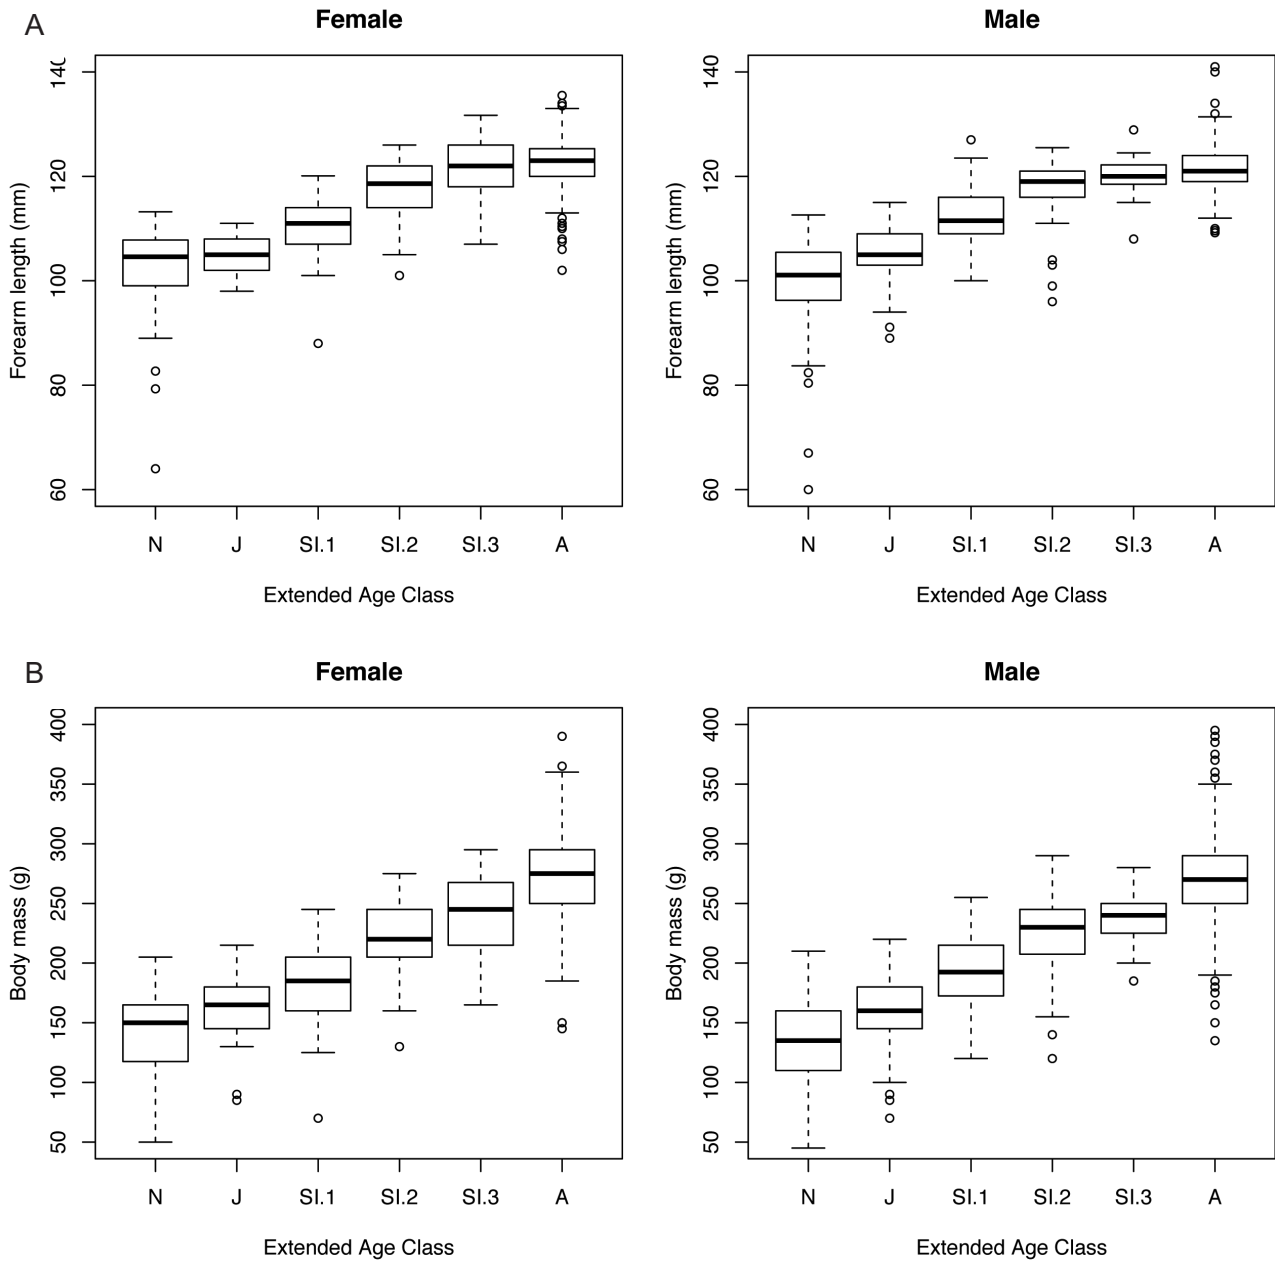 A
Female
Male
Forearm length (mm)
60 80 100 120 14
N J SI.1 SI.2 SI.3 A
Extended Age Class
Forearm length (mm)
60 80 100 120 140
N J SI.1 SI.2 SI.3 A
Extended Age Class
B
Female
Male
Body mass (g)
50 100 150 200 250 300 350 400
N J SI.1 SI.2 SI.3 A
Extended Age Class
Body mass (g)
50 100 150 200 250 300 350 400
N J SI.1 SI.2 SI.3 A
Extended Age Class